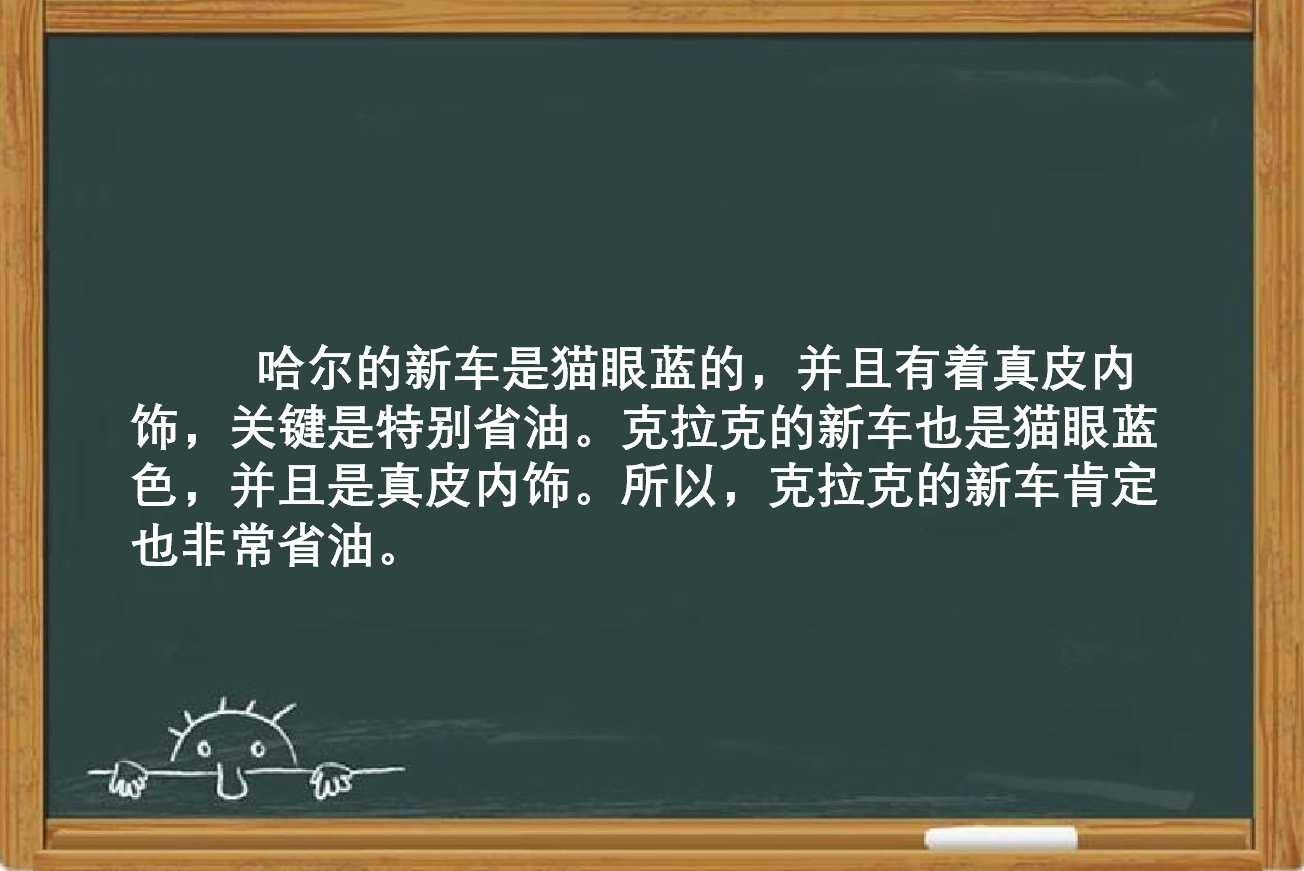 哈尔的新车是猫眼蓝的，并且有着真皮内
饰，关键是特别省油。克拉克的新车也是猫眼蓝
色，并且是真皮内饰。所以，克拉克的新车肯定
也非常省油。